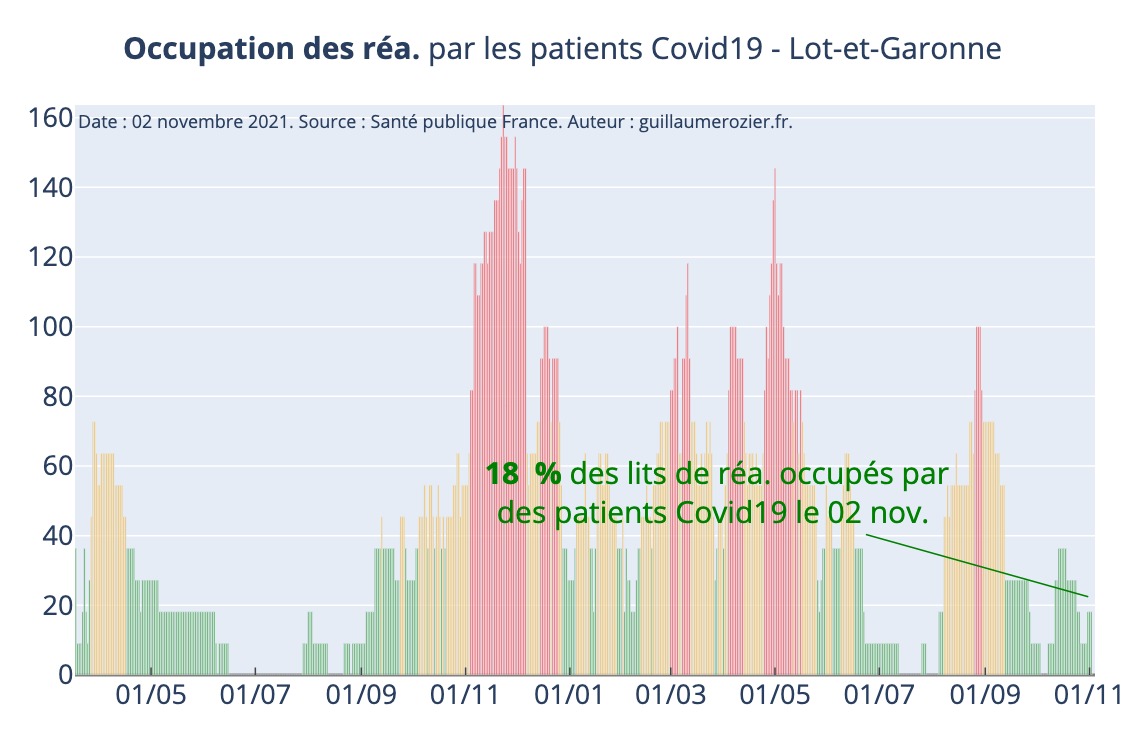 Occupation des réa. par les patients Covid19 - Lot-et-Garonne
160
Date : 02 novembre 2021. Source : Santé publique France. Auteur : guillaumerozier.fr.
140
120
100
80
60
18 % des lits de réa. occupés par
des patients Covid19 le 02 nov.
40
20
0
01/05 01/07 01/09 01/11 01/01 01/03 01/05 01/07 01/09 01/11